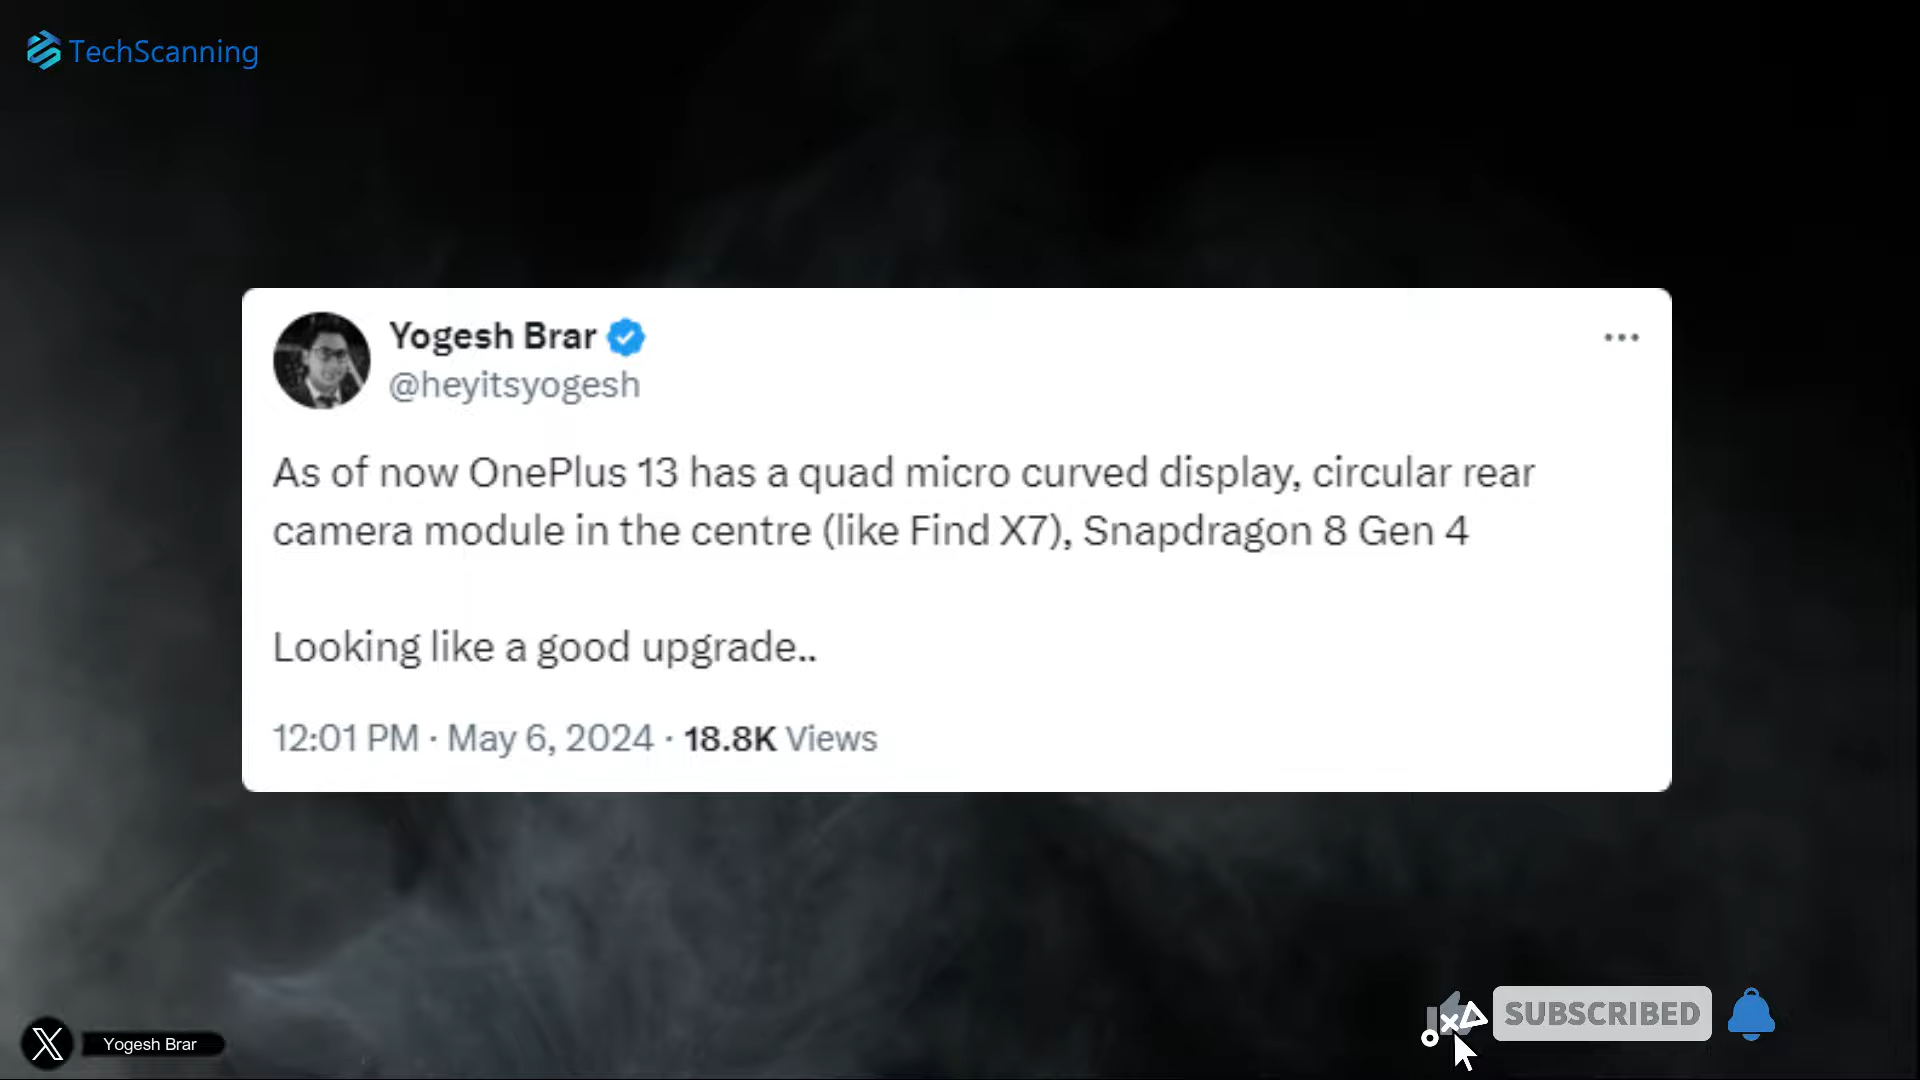 TechScanning
Yogesh Brar
@heyitsyogesh
As of now OnePlus 13 has a quad micro curved display, circular rear
camera module in the centre (like Find X7), Snapdragon 8 Gen 4
Looking like a good upgrade..
12:01 PM · May 6, 2024 · 18.8K Views
SUBSCRIBED
Yogesh Brar